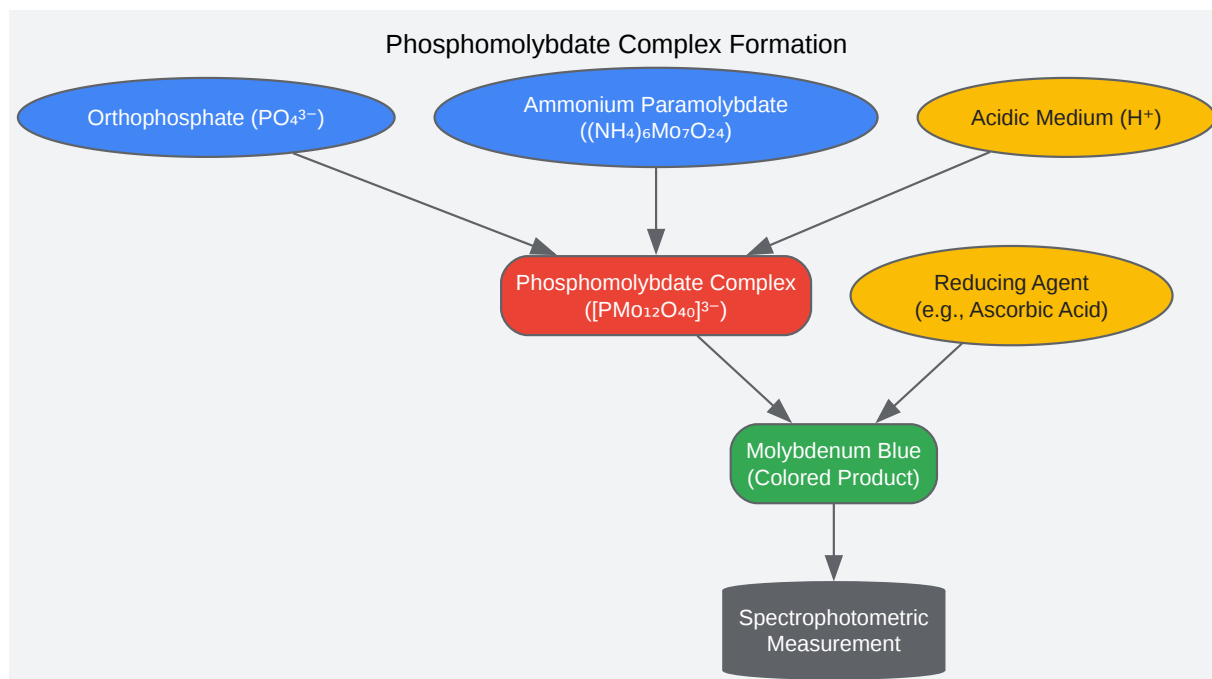 Phosphomolybdate Complex Formation
Orthophosphate (PO₄³⁻)
Ammonium Paramolybdate
((NH₄)₆Mo₇O₂₄)
Acidic Medium (H⁺)
Phosphomolybdate Complex
([PMo₁₂O₄₀]³⁻)
Reducing Agent
(e.g., Ascorbic Acid)
Molybdenum Blue
(Colored Product)
Spectrophotometric
Measurement